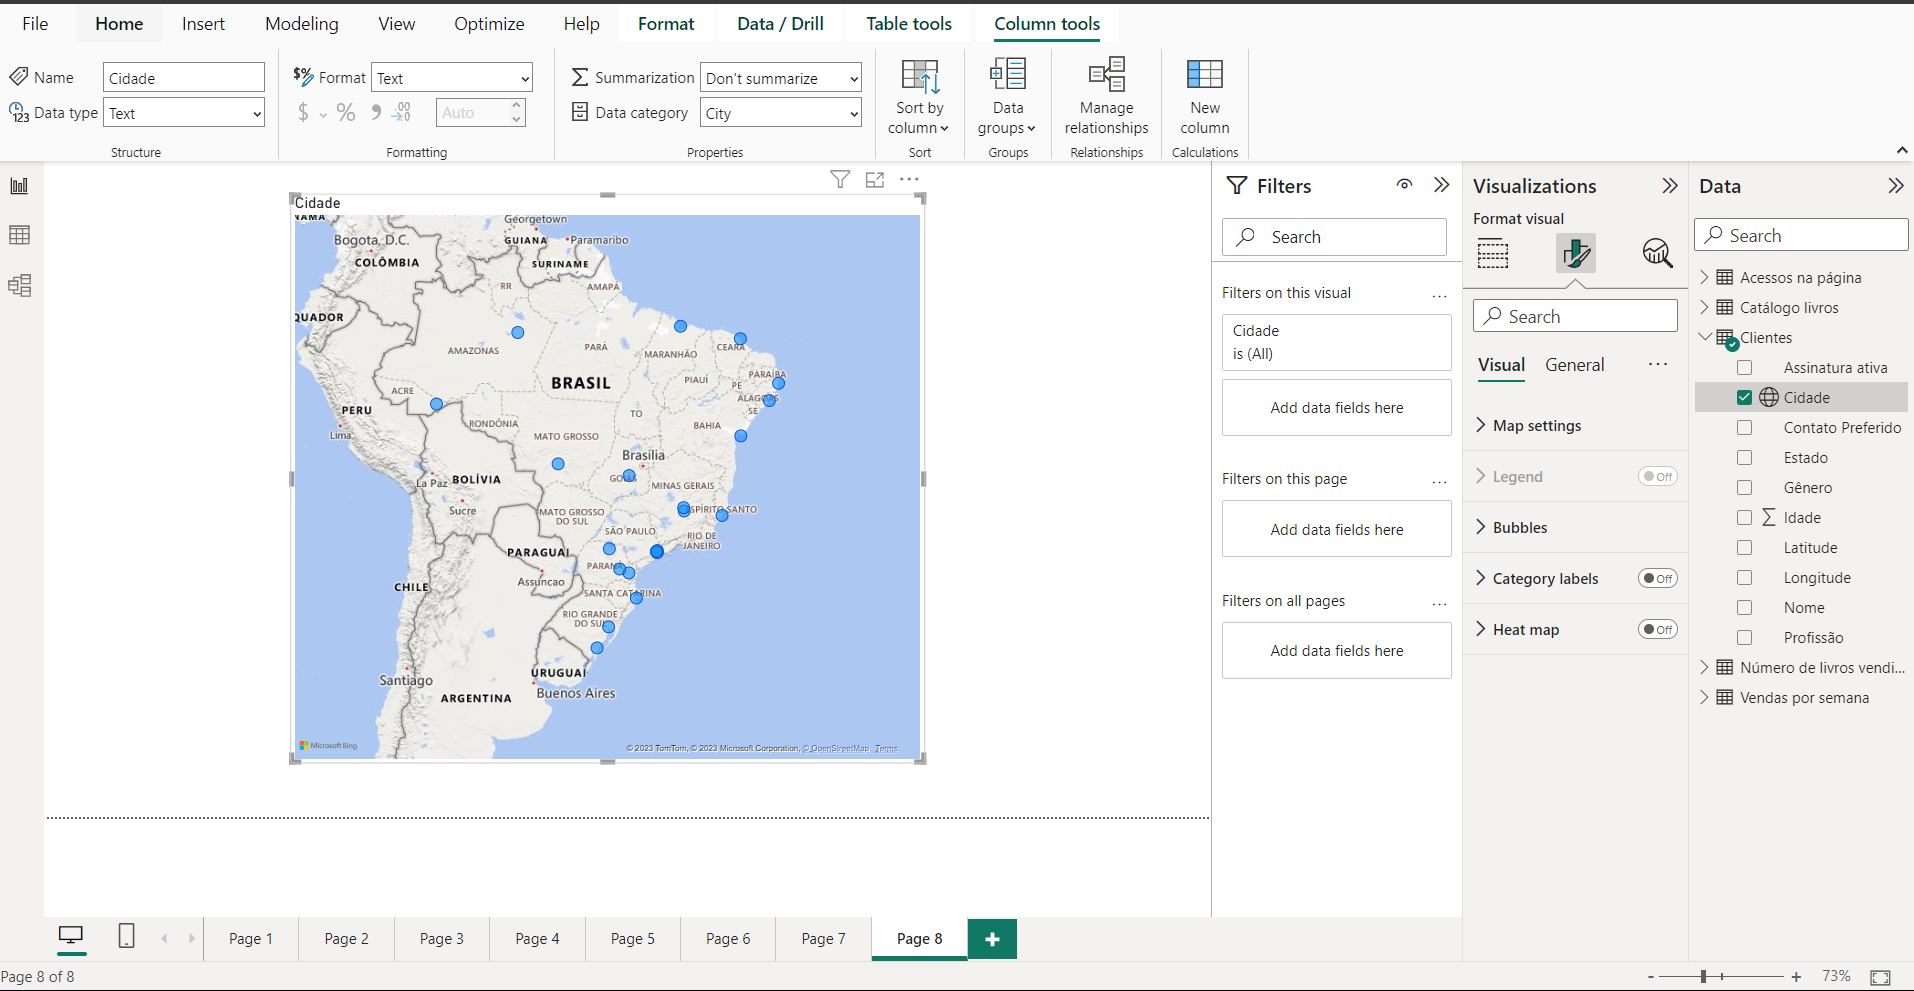 File Home Insert Modeling View Optimize Help Format Data / Drill Table tools Column tools
Name Cidade
Data type Text
Structure
$% Format Text
$ % 9 .00 →0 Auto
Formatting
Summarization Don't summarize
Data category City
Properties
Sort by
column
Sort
Data
groups
Groups
Manage
relationships
Relationships
New
column
Calculations
Cidade
NAMA
Georgetown
Bogota, D.C.
GUIANA
Paramaribo
COLÔMBIA
SURINAME
RR
AMAPÁ
QUADOR
AMAZONAS
PARÁ
MARANHÃO
CEARÁ
BRASIL
PIAUÍ
PARAÍBA
PE
ACRE
ALAGOAS
PERU
TO
SE
Lima
RONDÔNIA
BAHIA
MATO GROSSO
Brasília
La Paz
BOLÍVIA
GOIÁS
MINAS GERAIS
Sucre
MATO GROSSO
DO SUL
ESPÍRITO SANTO
SÃO PAULO
RIO DE
JANEIRO
PARAGUAI
PARANÁ
Assuncao
CHILE
SANTA CATARINA
RIO GRANDE
DO SUL
URUGUAI
Santiago
Buenos Aires
ARGENTINA
Microsoft Bing
© 2023 TomTom, © 2023 Microsoft Corporation, © OpenStreetMap Terms
Filters
Search
Filters on this visual ...
Cidade
is (All)
Add data fields here
Filters on this page ...
Add data fields here
Filters on all pages ...
Add data fields here
Visualizations
Format visual
Search
Visual General ...
Map settings
Legend Off
Bubbles
Category labels Off
Heat map Off
Data
Search
Acessos na página
Catálogo livros
Clientes
Assinatura ativa
Cidade
Contato Preferido
Estado
Gênero
Idade
Latitude
Longitude
Nome
Profissão
Número de livros vendi...
Vendas por semana
Page 1 Page 2 Page 3 Page 4 Page 5 Page 6 Page 7 Page 8 +
Page 8 of 8
- + 73%